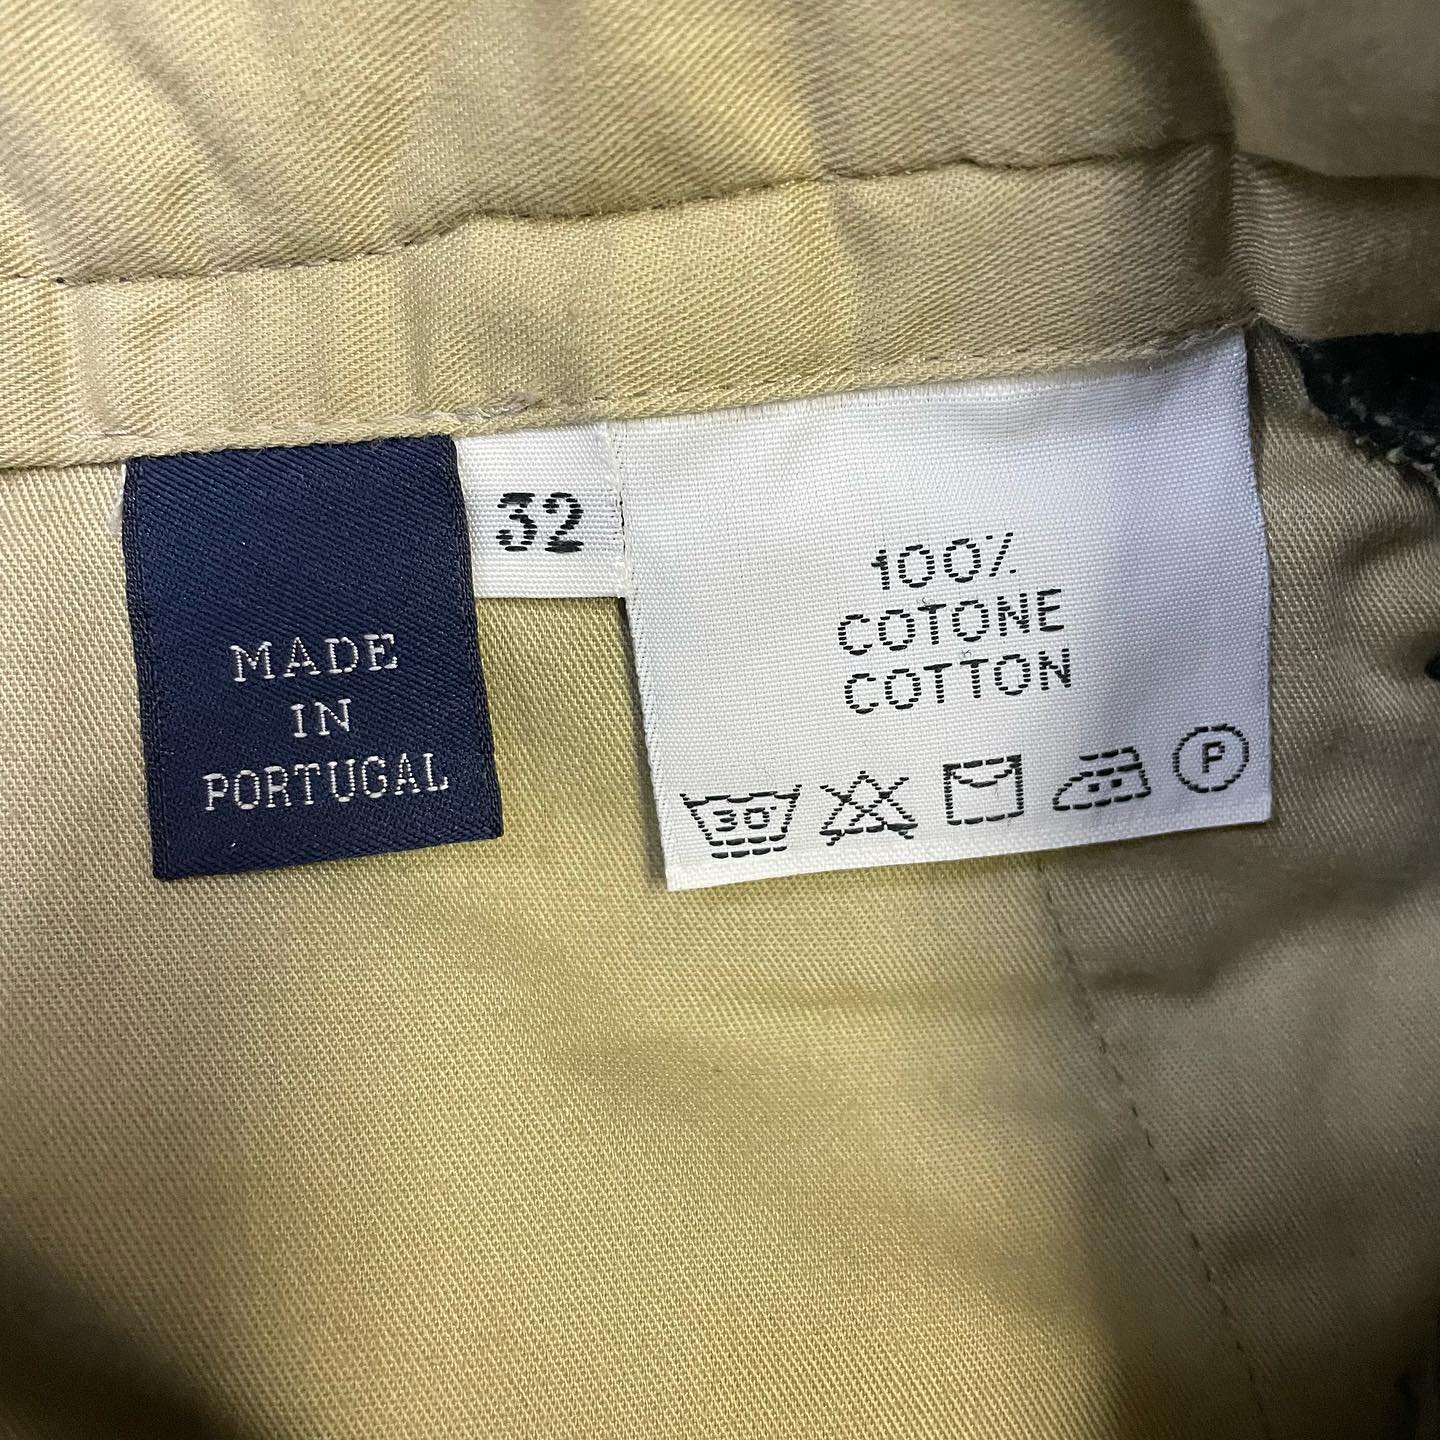 MADE
IN
PORTUGAL
32
100%
COTONE
COTTON
30°
P